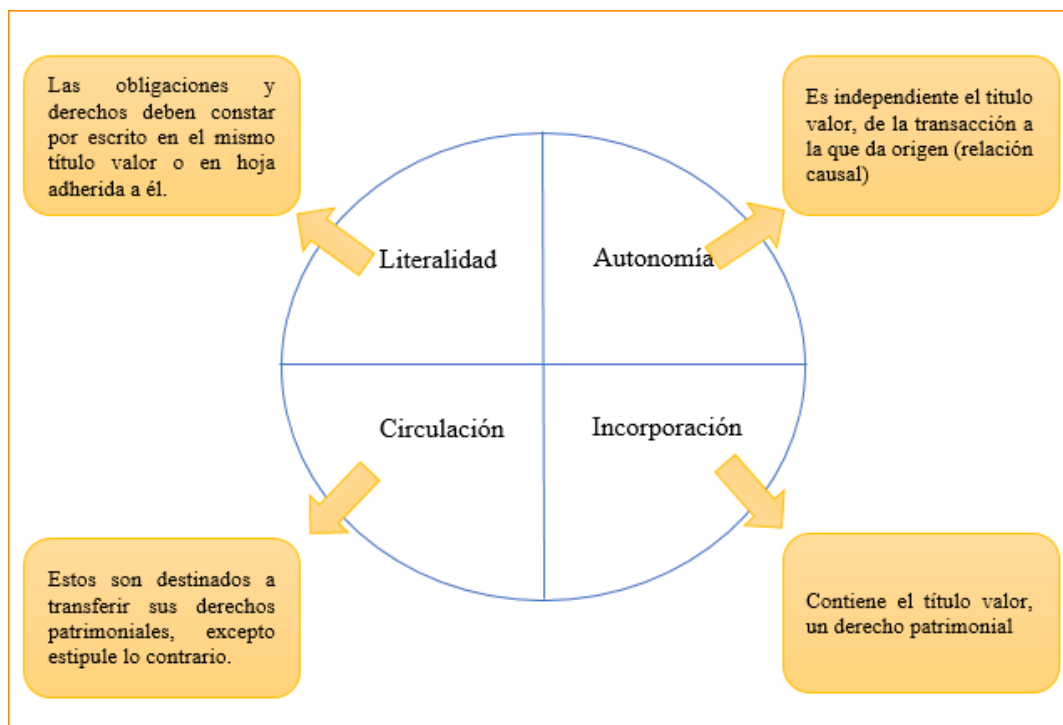 Las obligaciones y
derechos deben constar
por escrito en el mismo
título valor o en hoja
adherida a él.
Es independiente el titulo
valor, de la transacción a
la que da origen (relación
causal)
Literalidad
Autonomía
Circulación
Incorporación
Estos son destinados a
transferir sus derechos
patrimoniales, excepto
estipule lo contrario.
Contiene el título valor,
un derecho patrimonial